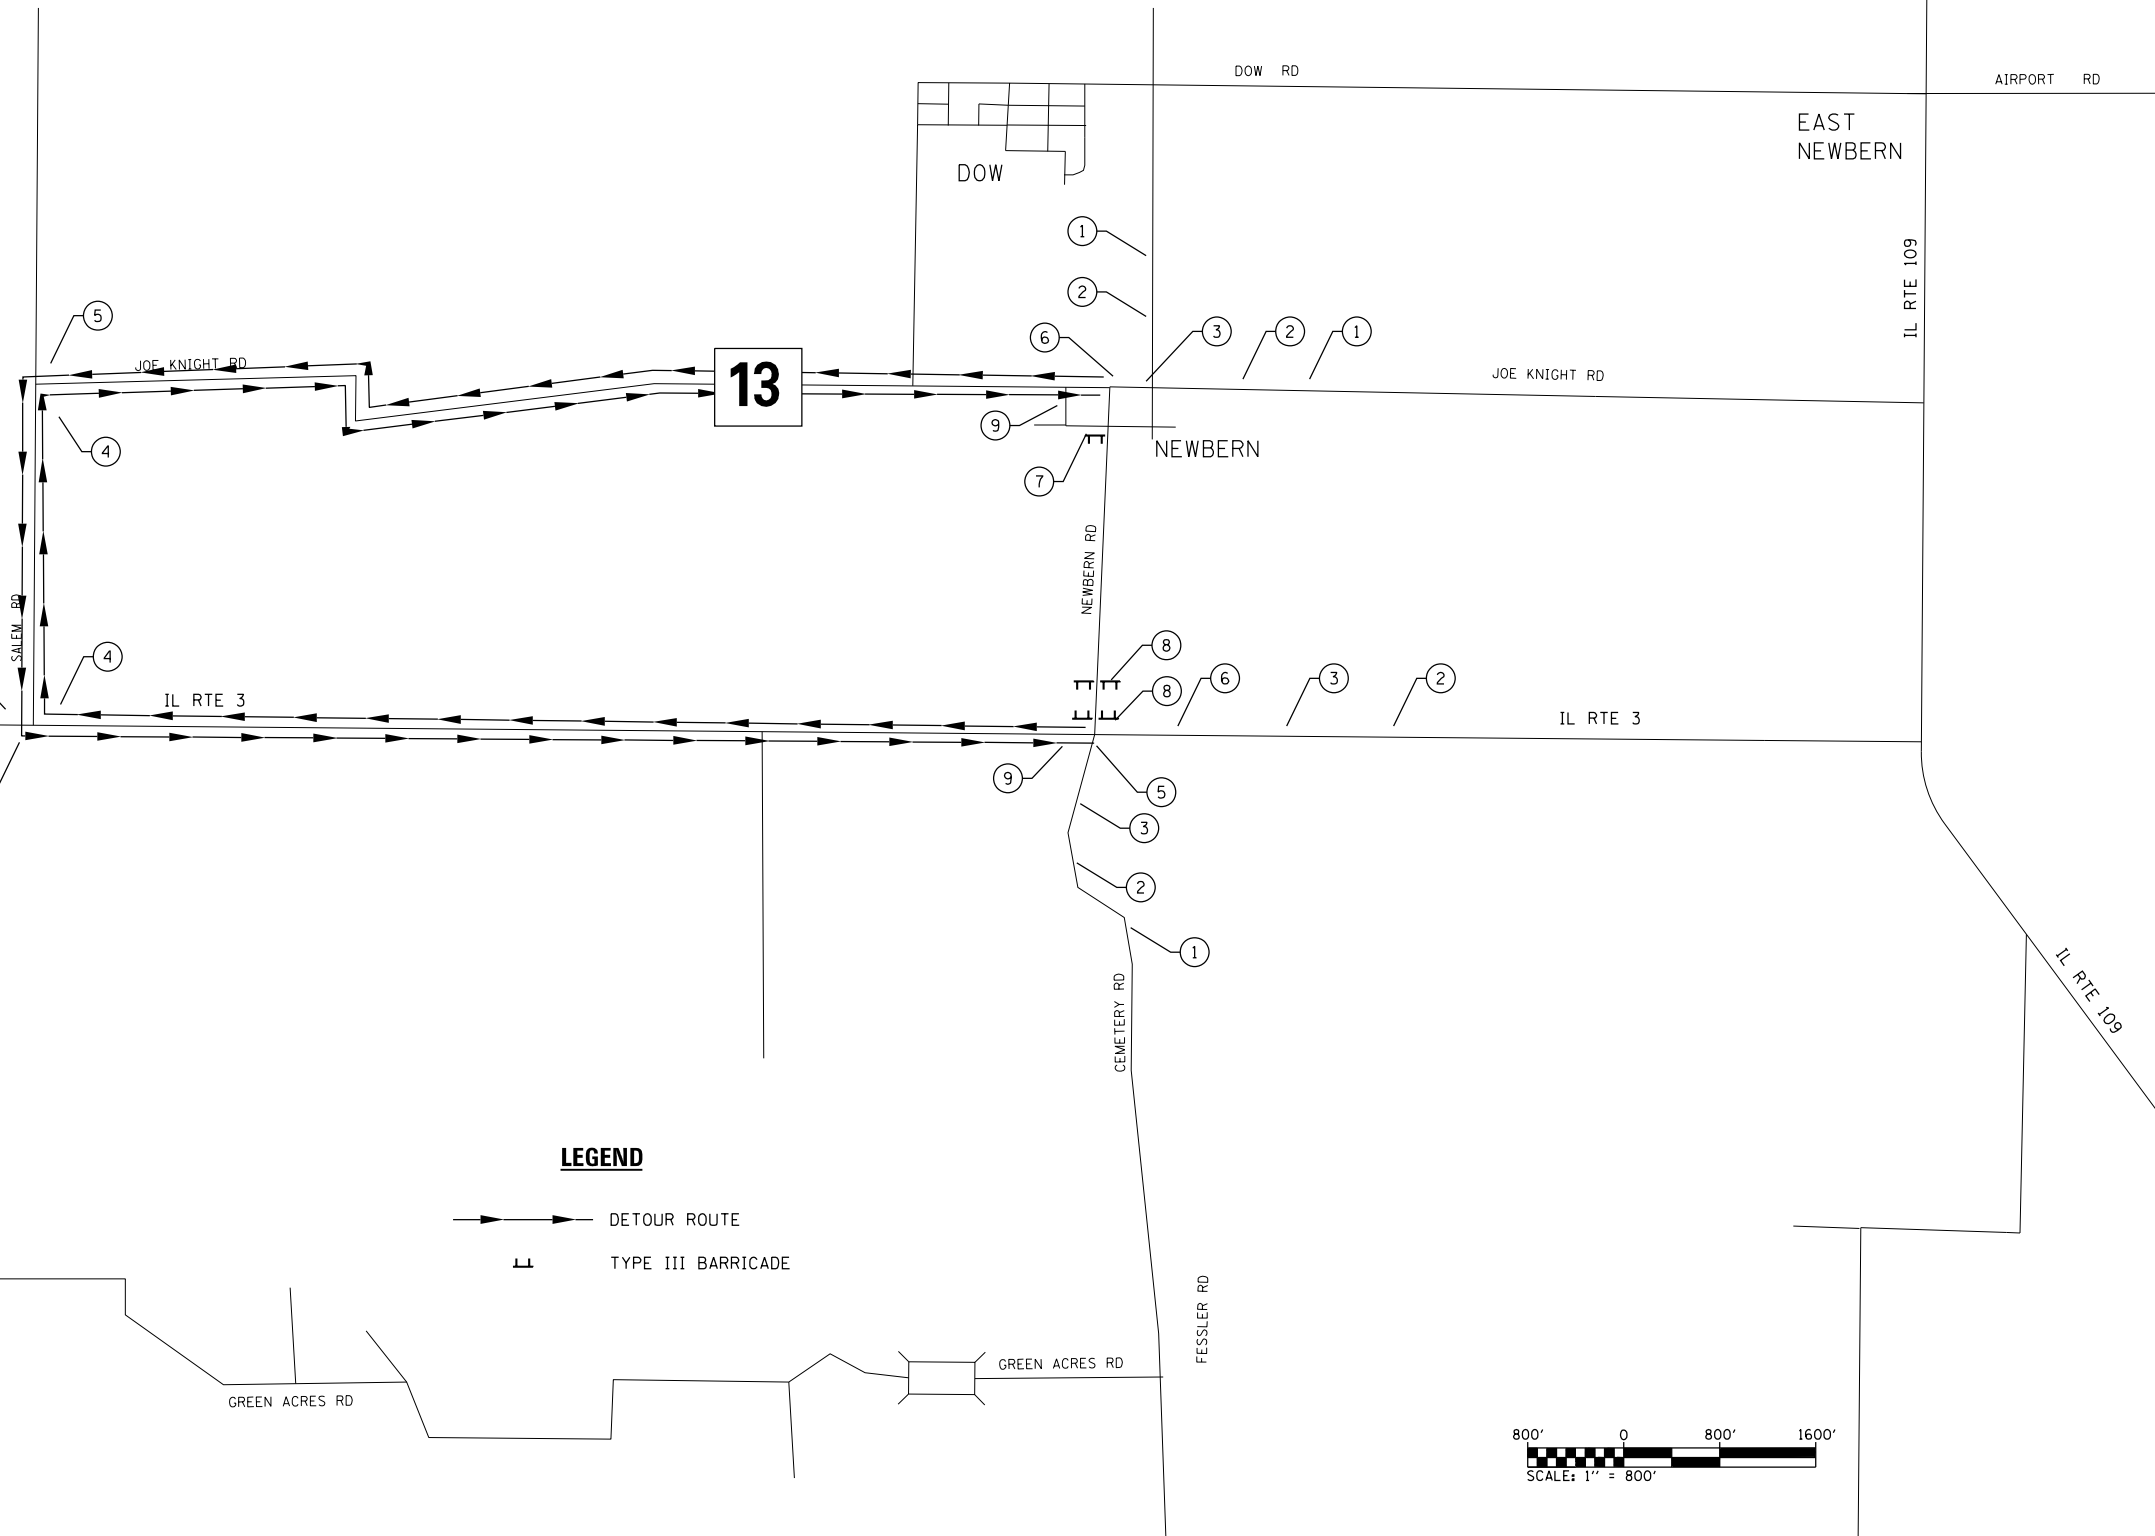 DOW RD
AIRPORT RD
EAST
NEWBERN
DOW
1
IL RTE 109
2
5
6
3
2
1
JOE KNIGHT RD
13
JOE KNIGHT RD
9
4
NEWBERN
7
NEWBERN RD
SALEM RD
8
4
6
3
2
8
IL RTE 3
IL RTE 3
9
5
3
2
1
CEMETERY RD
IL RTE 109
LEGEND
DETOUR ROUTE
TYPE III BARRICADE
FESSLER RD
GREEN ACRES RD
GREEN ACRES RD
800' 0 800' 1600'
SCALE: 1'' = 800'